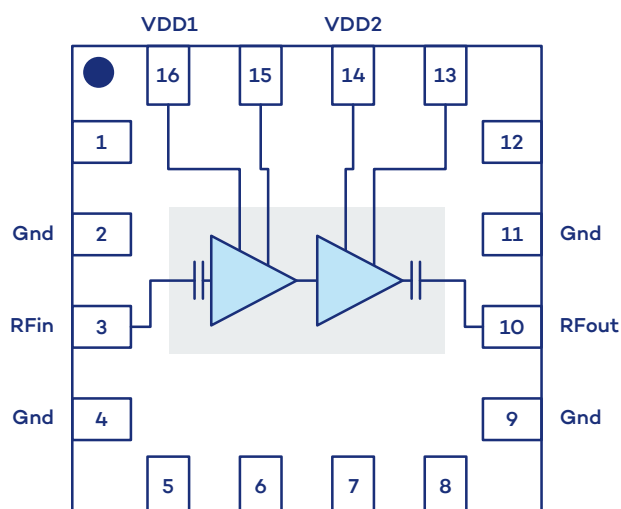 VDD1 VDD2
16 15 14 13
1 12
Gnd 2 11 Gnd
RFin 3 10 RFout
Gnd 4 9 Gnd
5 6 7 8